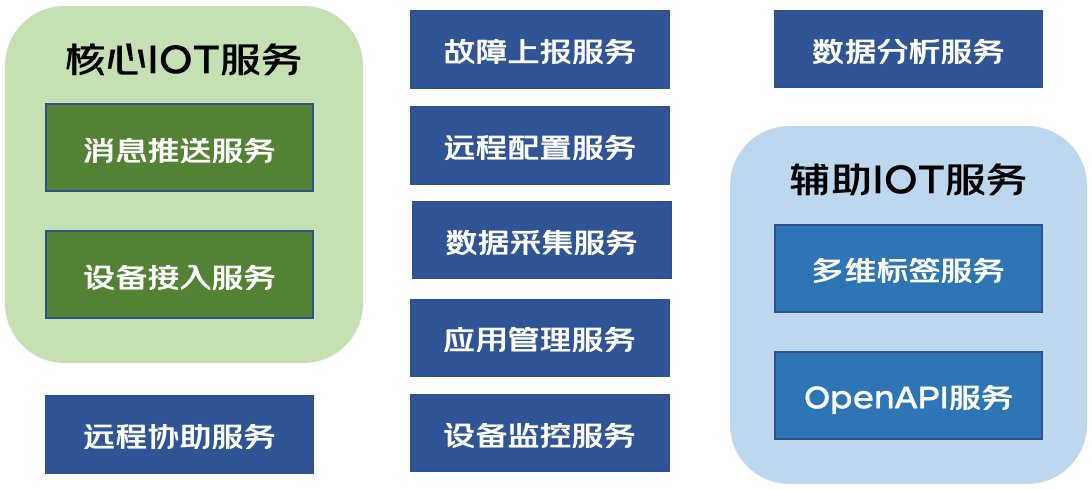 核心IOT服务
消息推送服务
设备接入服务
远程协助服务
故障上报服务
远程配置服务
数据采集服务
应用管理服务
设备监控服务
数据分析服务
辅助IOT服务
多维标签服务
OpenAPI服务